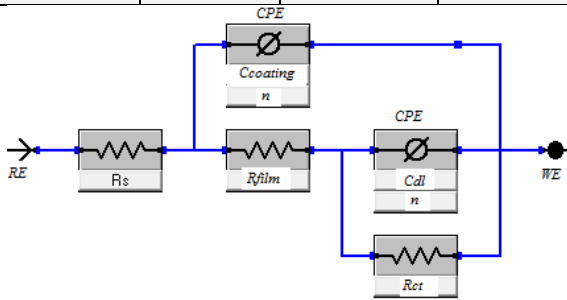 CPE
Ccoating
n
CPE
RE
Rs
Rfilm
Cdl
n
WE
Rct